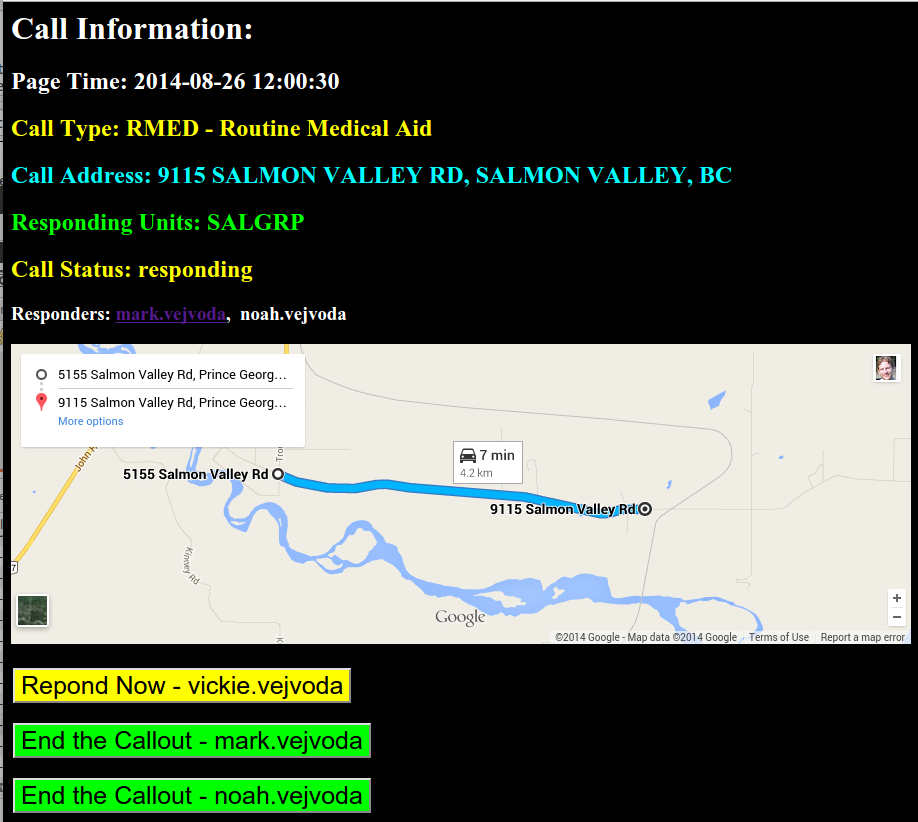 Call Information:
Page Time: 2014-08-26 12:00:30
Call Type: RMED - Routine Medical Aid
Call Address: 9115 SALMON VALLEY RD, SALMON VALLEY, BC
Responding Units: SALGRP
Call Status: responding
Responders: mark.vejvoda, noah.vejvoda
5155 Salmon Valley Rd, Prince Georg...
9115 Salmon Valley Rd, Prince Georg...
More options
John
5155 Salmon Valley Rd
7 min
4.2 km
9115 Salmon Valley Rd
Kinney Rd
Google
+
−
©2014 Google - Map data ©2014 Google
Terms of Use
Report a map error
Repond Now - vickie.vejvoda
End the Callout - mark.vejvoda
End the Callout - noah.vejvoda